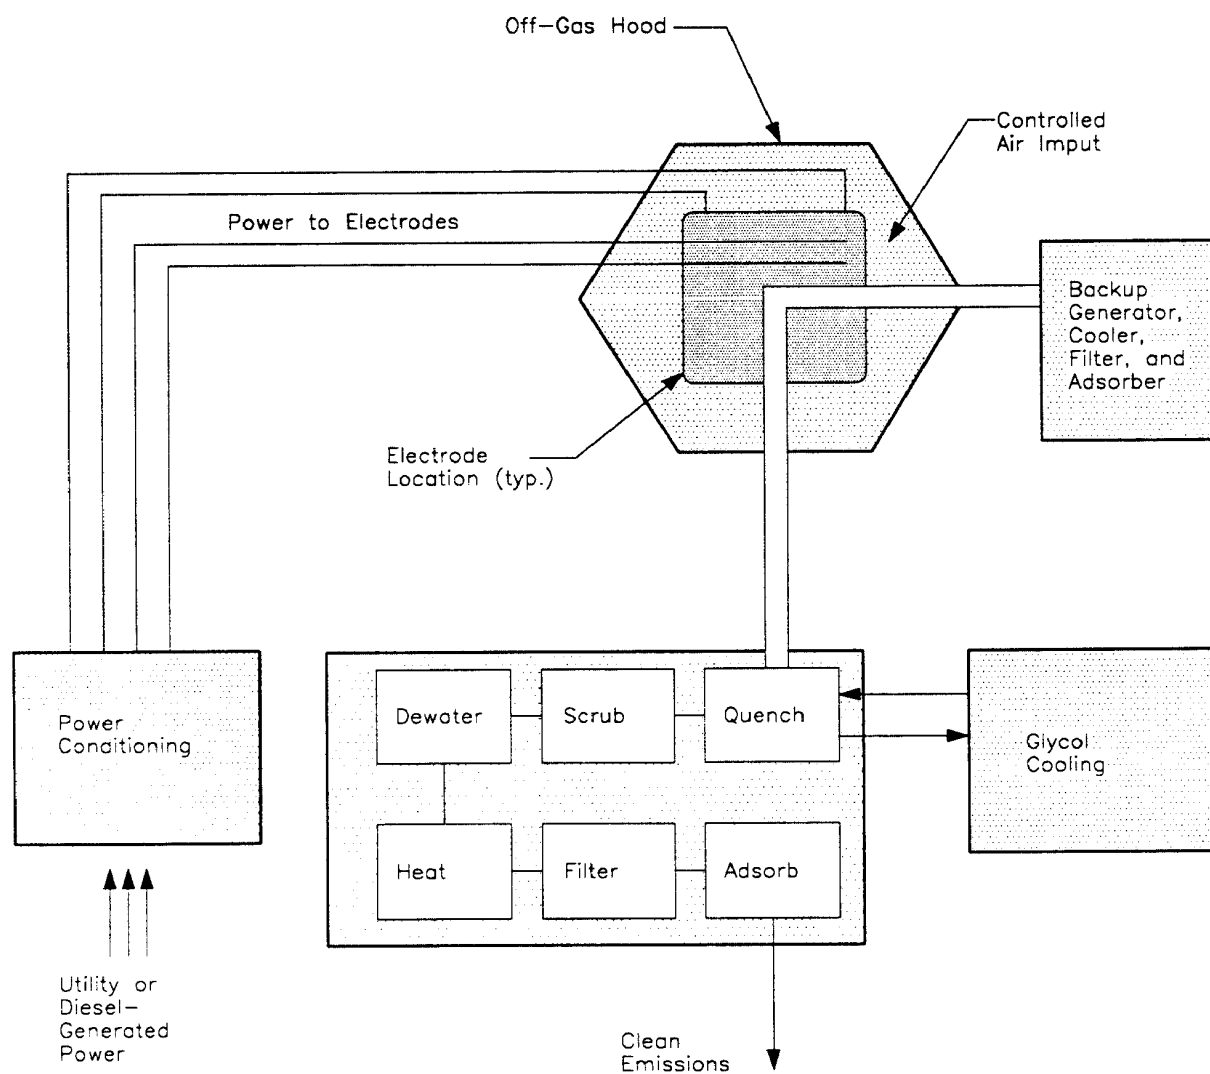 Off-Gas Hood
Controlled
Air Imput
Power to Electrodes
Backup
Generator,
Cooler,
Filter, and
Adsorber
Electrode
Location (typ.)
Power
Conditioning
Dewater
Scrub
Quench
Glycol
Cooling
Heat
Filter
Adsorb
Utility or
Diesel-
Generated
Power
Clean
Emissions